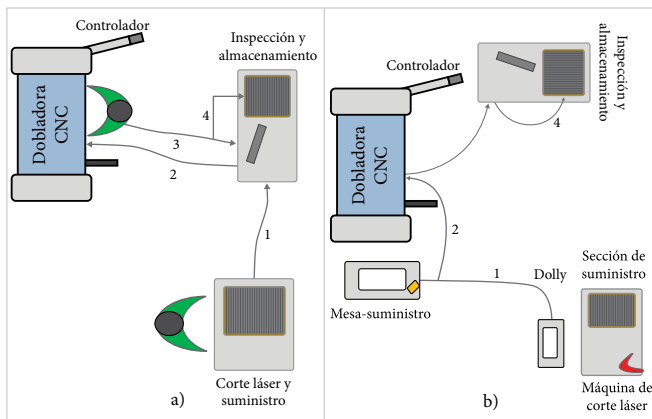 Controlador
Inspección y
almacenamiento
Dobladora
CNC
4
3
2
1
Corte láser y
suministro
a)
Controlador
Inspección y
almacenamiento
4
Dobladora
CNC
2
1
Dolly
Sección de
suministro
Mesa-suministro
Máquina de
corte láser
b)